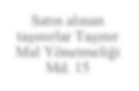 Satın alınan
taşınırlar Taşınır
Mal Yönetmeliği
Md. 15